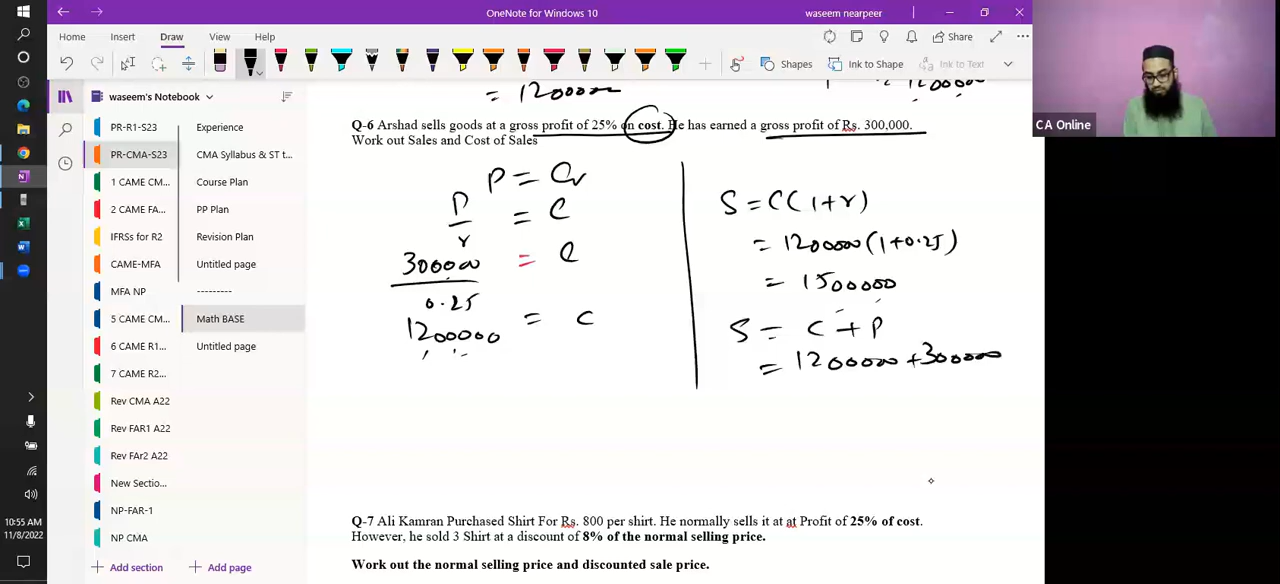 OneNote for Windows 10
waseem nearpeer
Home Insert Draw View Help
Share
Shapes
Ink to Shape
Ink to Text
waseem's Notebook
PR-R1-S23
PR-CMA-S23
1 CAME CM...
2 CAME FA...
IFRSs for R2
CAME-MFA
MFA NP
5 CAME CM...
6 CAME R1...
7 CAME R2...
Rev CMA A22
Rev FAR1 A22
Rev FAr2 A22
New Sectio...
NP-FAR-1
NP CMA
Add section
Experience
CMA Syllabus & ST t...
Course Plan
PP Plan
Revision Plan
Untitled page
---------
Math BASE
Untitled page
Add page
= 1200000
Q-6 Arshad sells goods at a gross profit of 25% on cost. He has earned a gross profit of Rs. 300,000.
Work out Sales and Cost of Sales
P = Cr
P/r = C
300000/0.25 = C
1200000 = C
S = C(1+r)
= 1200000(1+0.25)
= 1500000
S = C + P
= 1200000 + 300000
Q-7 Ali Kamran Purchased Shirt For Rs. 800 per shirt. He normally sells it at at Profit of 25% of cost.
However, he sold 3 Shirt at a discount of 8% of the normal selling price.
Work out the normal selling price and discounted sale price.
C A Online
10:55 AM
11/8/2022